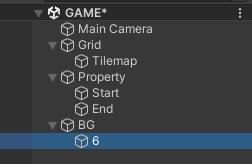 GAME*
Main Camera
Grid
Tilemap
Property
Start
End
BG
6